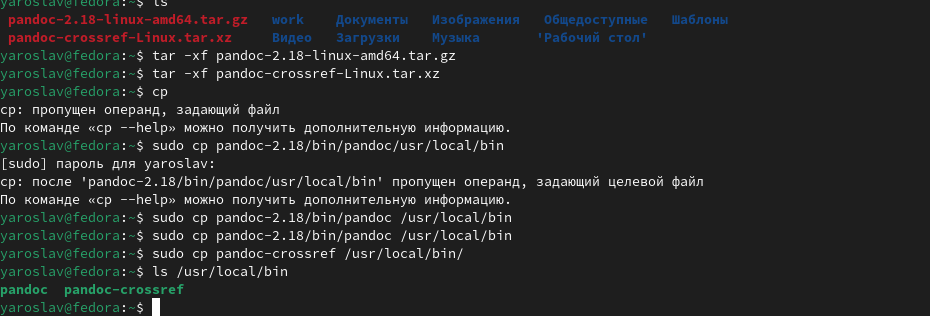 yaroslav@fedora:~$ ls
pandoc-2.18-linux-amd64.tar.gz work Документы Изображения Общедоступные Шаблоны
pandoc-crossref-Linux.tar.xz Видео Загрузки Музыка 'Рабочий стол'
yaroslav@fedora:~$ tar -xf pandoc-2.18-linux-amd64.tar.gz
yaroslav@fedora:~$ tar -xf pandoc-crossref-Linux.tar.xz
yaroslav@fedora:~$ cp
cp: пропущен операнд, задающий файл
По команде «cp --help» можно получить дополнительную информацию.
yaroslav@fedora:~$ sudo cp pandoc-2.18/bin/pandoc/usr/local/bin
[sudo] пароль для yaroslav:
cp: после 'pandoc-2.18/bin/pandoc/usr/local/bin' пропущен операнд, задающий целевой файл
По команде «cp --help» можно получить дополнительную информацию.
yaroslav@fedora:~$ sudo cp pandoc-2.18/bin/pandoc /usr/local/bin
yaroslav@fedora:~$ sudo cp pandoc-2.18/bin/pandoc /usr/local/bin
yaroslav@fedora:~$ sudo cp pandoc-crossref /usr/local/bin/
yaroslav@fedora:~$ ls /usr/local/bin
pandoc pandoc-crossref
yaroslav@fedora:~$